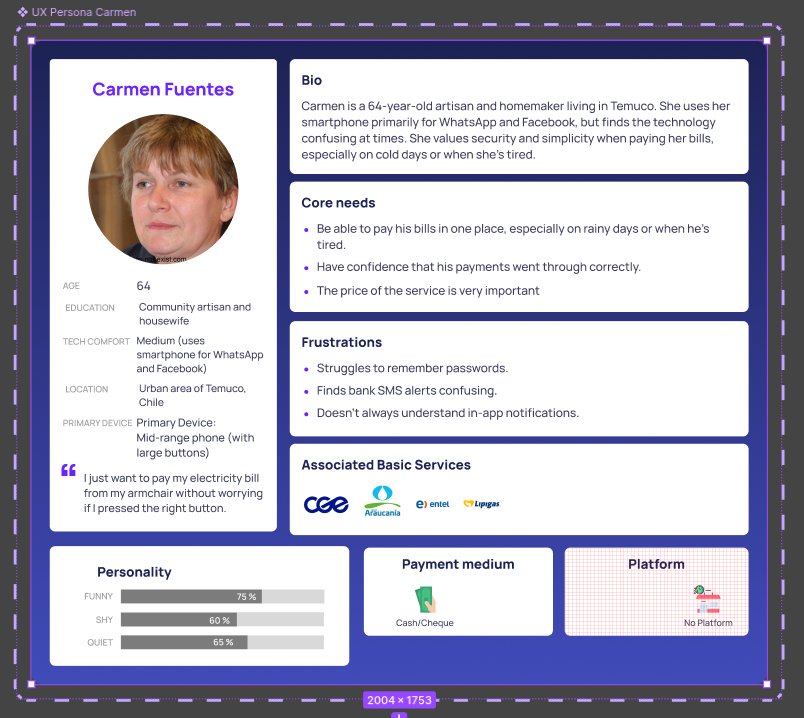 UX Persona Carmen
Carmen Fuentes
AGE 64
EDUCATION Community artisan and
housewife
TECH COMFORT Medium (uses
smartphone for WhatsApp
and Facebook)
LOCATION Urban area of Temuco,
Chile
PRIMARY DEVICE Primary Device:
Mid-range phone (with
large buttons)
“
I just want to pay my electricity bill
from my armchair without worrying
if I pressed the right button.
Bio
Carmen is a 64-year-old artisan and homemaker living in Temuco. She uses her
smartphone primarily for WhatsApp and Facebook, but finds the technology
confusing at times. She values security and simplicity when paying her bills,
especially on cold days or when she's tired.
Core needs
• Be able to pay his bills in one place, especially on rainy days or when he's
tired.
• Have confidence that his payments went through correctly.
• The price of the service is very important
Frustrations
• Struggles to remember passwords.
• Finds bank SMS alerts confusing.
• Doesn't always understand in-app notifications.
Associated Basic Services
CGE
Araucanía
entel
Lipigas
Personality
FUNNY 75 %
SHY 60 %
QUIET 65 %
Payment medium
Cash/Cheque
Platform
No Platform
2004 × 1753